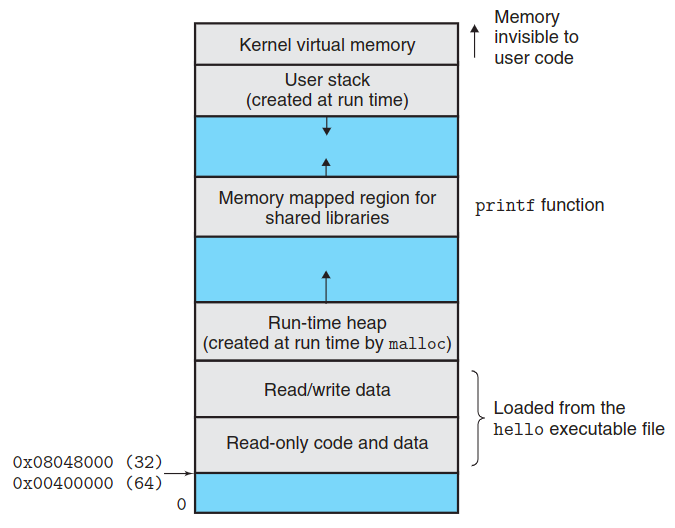 Memory
invisible to
user code
Kernel virtual memory
User stack
(created at run time)
Memory mapped region for
shared libraries
printf function
Run-time heap
(created at run time by malloc)
Read/write data
Loaded from the
hello executable file
Read-only code and data
0x08048000 (32)
0x00400000 (64)
0